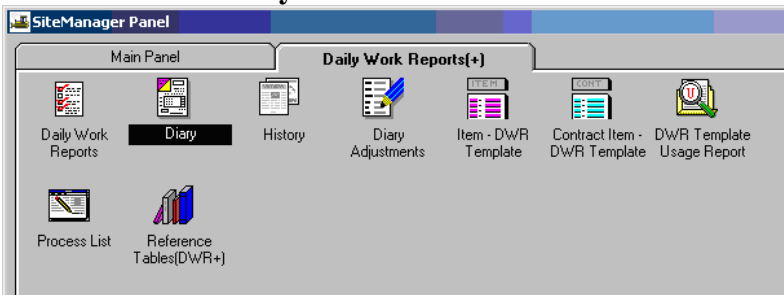 SiteManager Panel
Main Panel
Daily Work Reports(+)
ITEM
CONT
U
Daily Work
Reports
Diary
History
Diary
Adjustments
Item - DWR
Template
Contract Item -
DWR Template
DWR Template
Usage Report
Process List
Reference
Tables(DWR+)